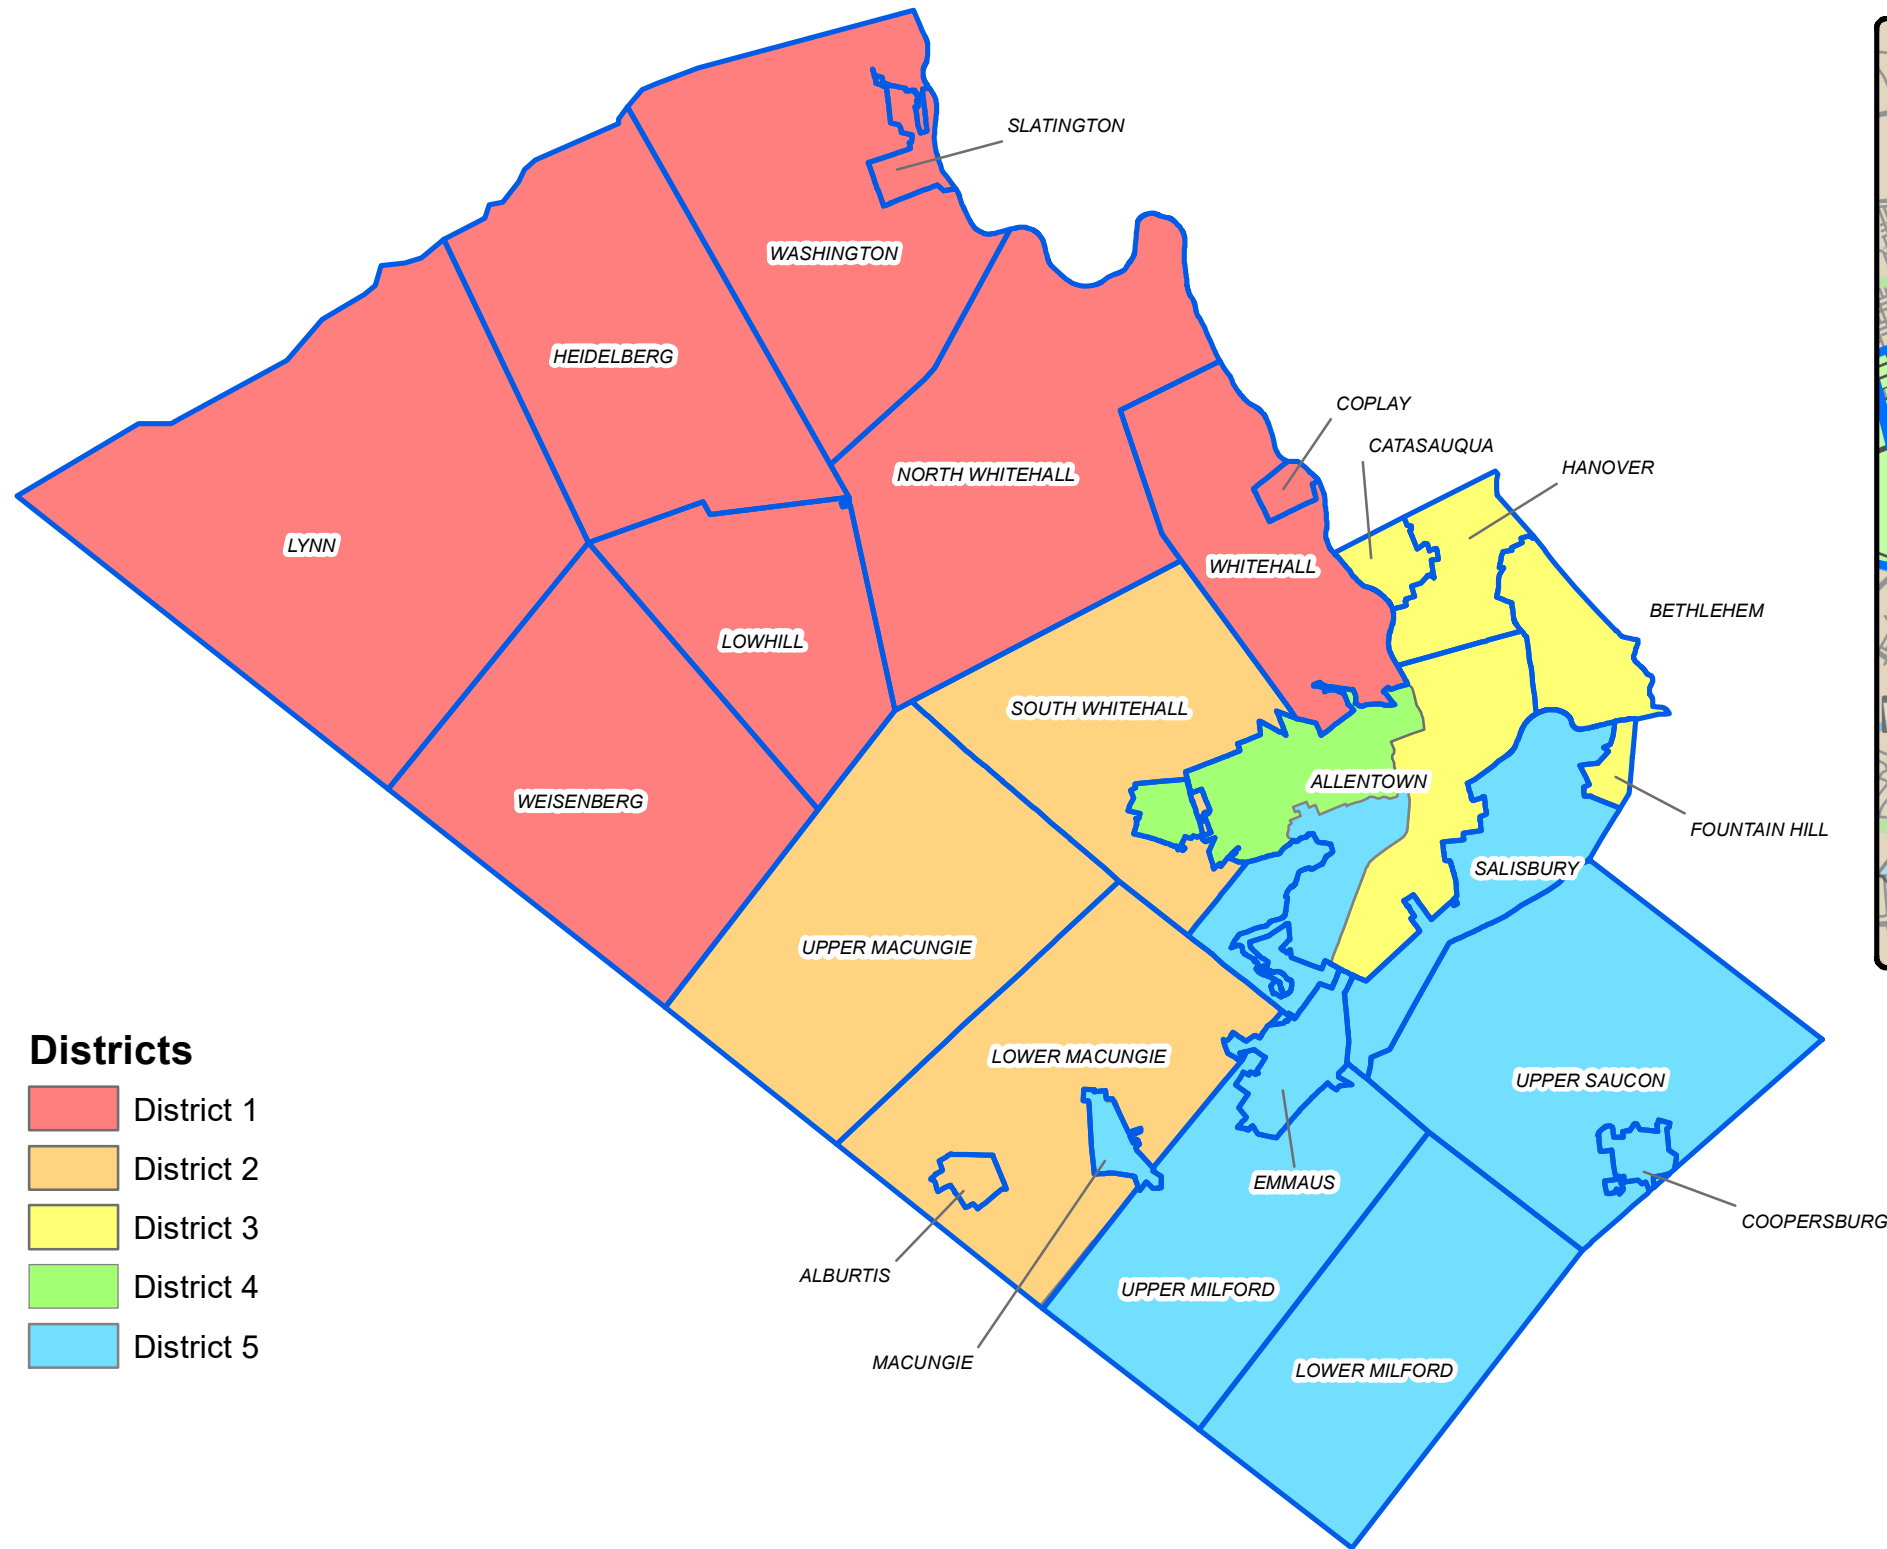 SLATINGTON
WASHINGTON
HEIDELBERG
COPLAY
CATASAUQUA
HANOVER
NORTH WHITEHALL
LYNN
WHITEHALL
BETHLEHEM
LOWHILL
SOUTH WHITEHALL
ALLENTOWN
WEISENBERG
FOUNTAIN HILL
SALISBURY
UPPER MACUNGIE
LOWER MACUNGIE
UPPER SAUCON
EMMAUS
COOPERSBURG
ALBURTIS
UPPER MILFORD
MACUNGIE
LOWER MILFORD
Districts
District 1
District 2
District 3
District 4
District 5